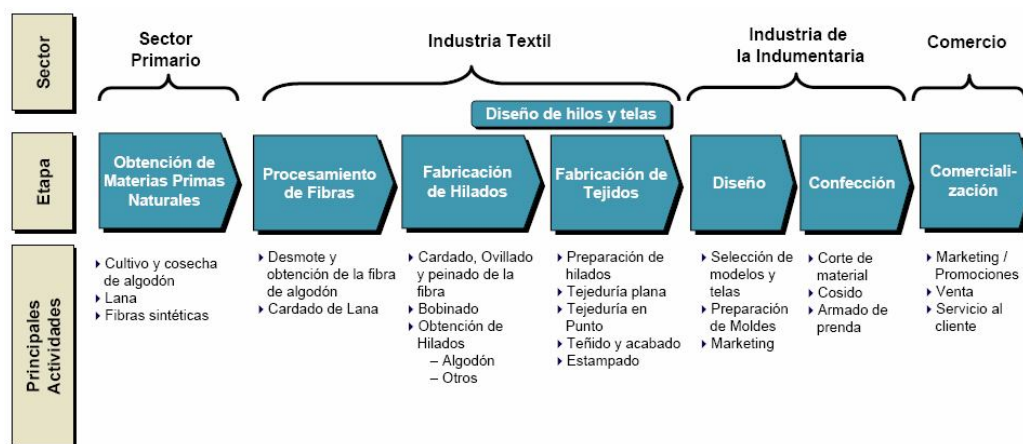 Sector
Sector
Primario
Industria Textil
Industria de
la Indumentaria
Comercio
Diseño de hilos y telas
Etapa
Obtención de
Materias Primas
Naturales
Procesamiento
de Fibras
Fabricación
de Hilados
Fabricación de
Tejidos
Diseño
Confección
Comerciali-
zación
Principales
Actividades
Cultivo y cosecha
de algodón
Lana
Fibras sintéticas
Desmote y
obtención de la fibra
de algodón
Cardado de Lana
Cardado, Ovillado
y peinado de la
fibra
Bobinado
Obtención de
Hilados
– Algodón
– Otros
Preparación de
hilados
Tejeduría plana
Tejeduría en
Punto
Teñido y acabado
Estampado
Selección de
modelos y
telas
Preparación
de Moldes
Marketing
Corte de
material
Cosido
Armado de
prenda
Marketing
/ Promociones
Venta
Servicio al
cliente